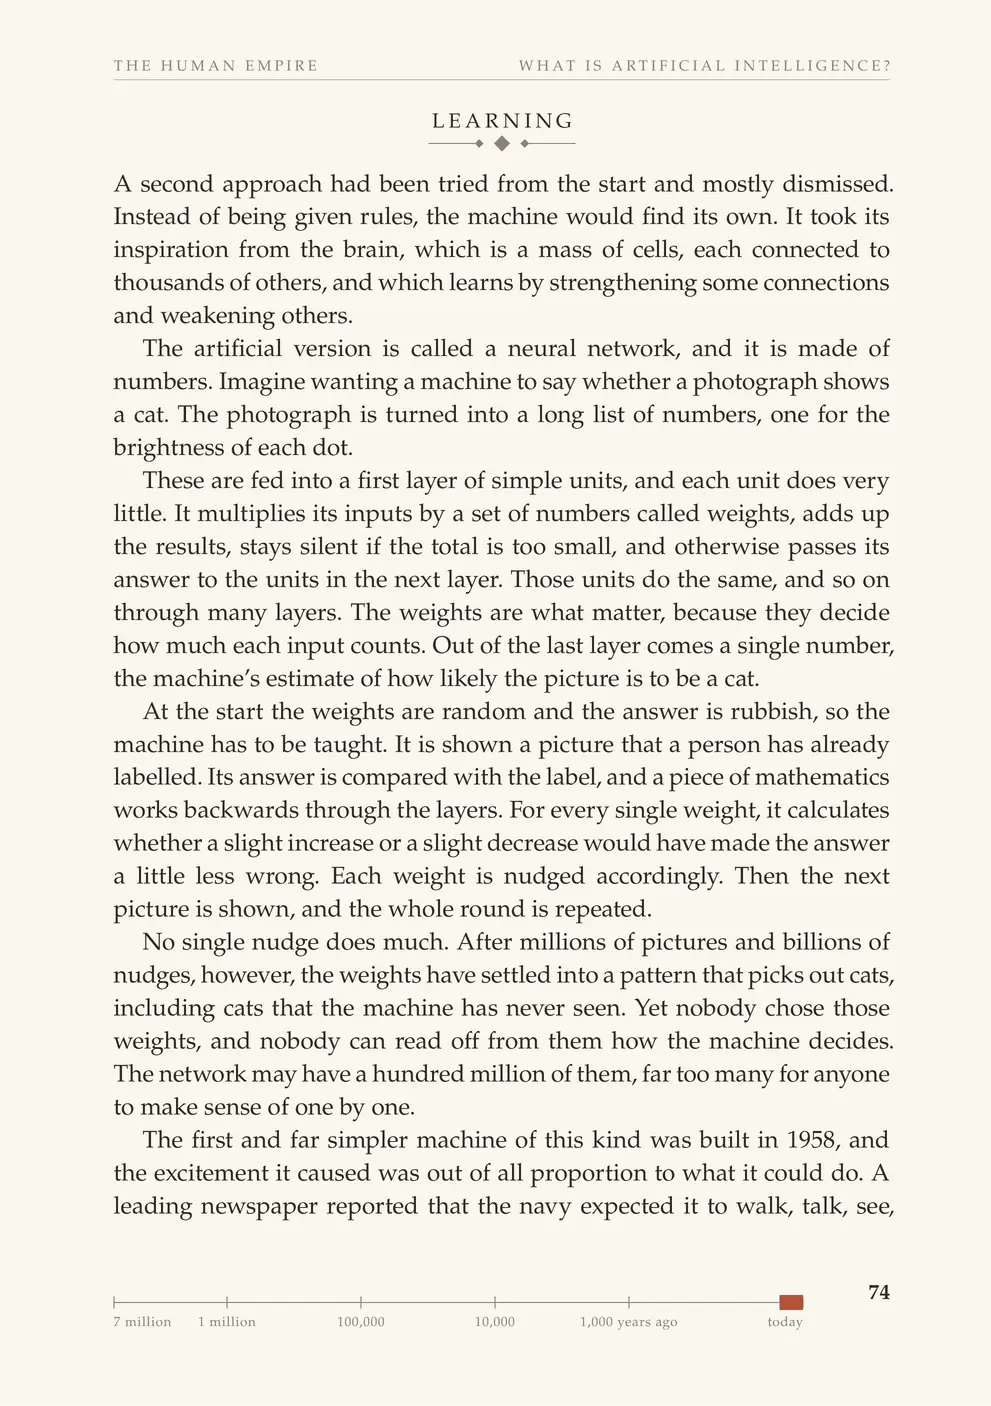 THE HUMAN EMPIRE
WHAT IS ARTIFICIAL INTELLIGENCE?
LEARNING
A second approach had been tried from the start and mostly dismissed.
Instead of being given rules, the machine would find its own. It took its
inspiration from the brain, which is a mass of cells, each connected to
thousands of others, and which learns by strengthening some connections
and weakening others.
The artificial version is called a neural network, and it is made of
numbers. Imagine wanting a machine to say whether a photograph shows
a cat. The photograph is turned into a long list of numbers, one for the
brightness of each dot.
These are fed into a first layer of simple units, and each unit does very
little. It multiplies its inputs by a set of numbers called weights, adds up
the results, stays silent if the total is too small, and otherwise passes its
answer to the units in the next layer. Those units do the same, and so on
through many layers. The weights are what matter, because they decide
how much each input counts. Out of the last layer comes a single number,
the machine’s estimate of how likely the picture is to be a cat.
At the start the weights are random and the answer is rubbish, so the
machine has to be taught. It is shown a picture that a person has already
labelled. Its answer is compared with the label, and a piece of mathematics
works backwards through the layers. For every single weight, it calculates
whether a slight increase or a slight decrease would have made the answer
a little less wrong. Each weight is nudged accordingly. Then the next
picture is shown, and the whole round is repeated.
No single nudge does much. After millions of pictures and billions of
nudges, however, the weights have settled into a pattern that picks out cats,
including cats that the machine has never seen. Yet nobody chose those
weights, and nobody can read off from them how the machine decides.
The network may have a hundred million of them, far too many for anyone
to make sense of one by one.
The first and far simpler machine of this kind was built in 1958, and
the excitement it caused was out of all proportion to what it could do. A
leading newspaper reported that the navy expected it to walk, talk, see,
74
7 million
1 million
100,000
10,000
1,000 years ago
today